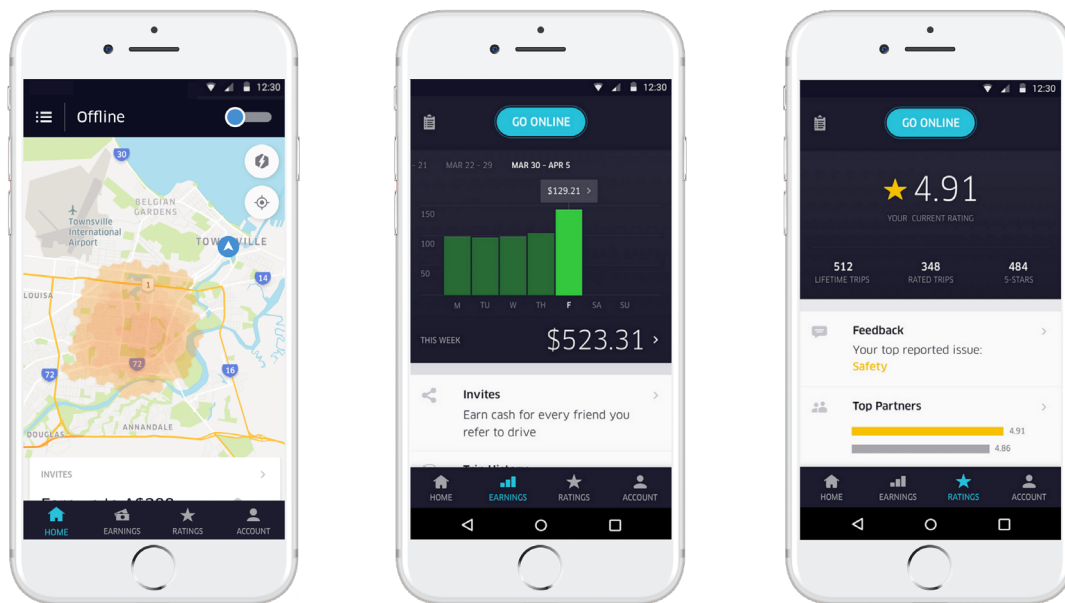 12:30
Offline
30
BELGIAN
GARDENS
Townsville
International
Airport
TOWNSVILLE
14
1
LOUISA
72
72
16
ANNANDALE
DOUGLAS
INVITES
HOME
EARNINGS
RATINGS
ACCOUNT
12:30
GO ONLINE
- 21
MAR 22 - 29
MAR 30 - APR 5
$129.21 >
150
100
50
M TU W TH F SA SU
THIS WEEK
$523.31 >
Invites
Earn cash for every friend you
refer to drive
Trip History
HOME
EARNINGS
RATINGS
ACCOUNT
12:30
GO ONLINE
4.91
YOUR CURRENT RATING
512
348
484
LIFETIME TRIPS
RATED TRIPS
5-STARS
Feedback
Your top reported issue:
Safety
Top Partners
4.91
4.86
HOME
EARNINGS
RATINGS
ACCOUNT